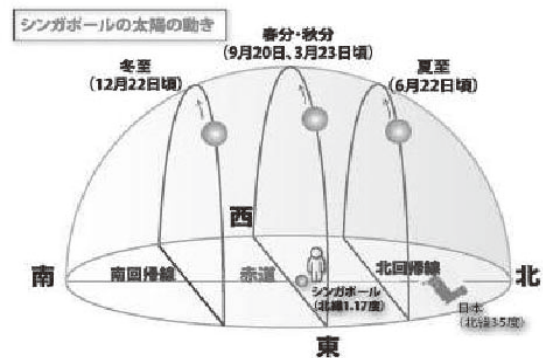 シンガポールの太陽の動き
春分・秋分
(9月20日、3月23日頃)
冬至
(12月22日頃)
夏至
(6月22日頃)
西
南
南回帰線
赤道
北回帰線
北
シンガポール
(北緯1.17度)
日本
(北緯35度)
東